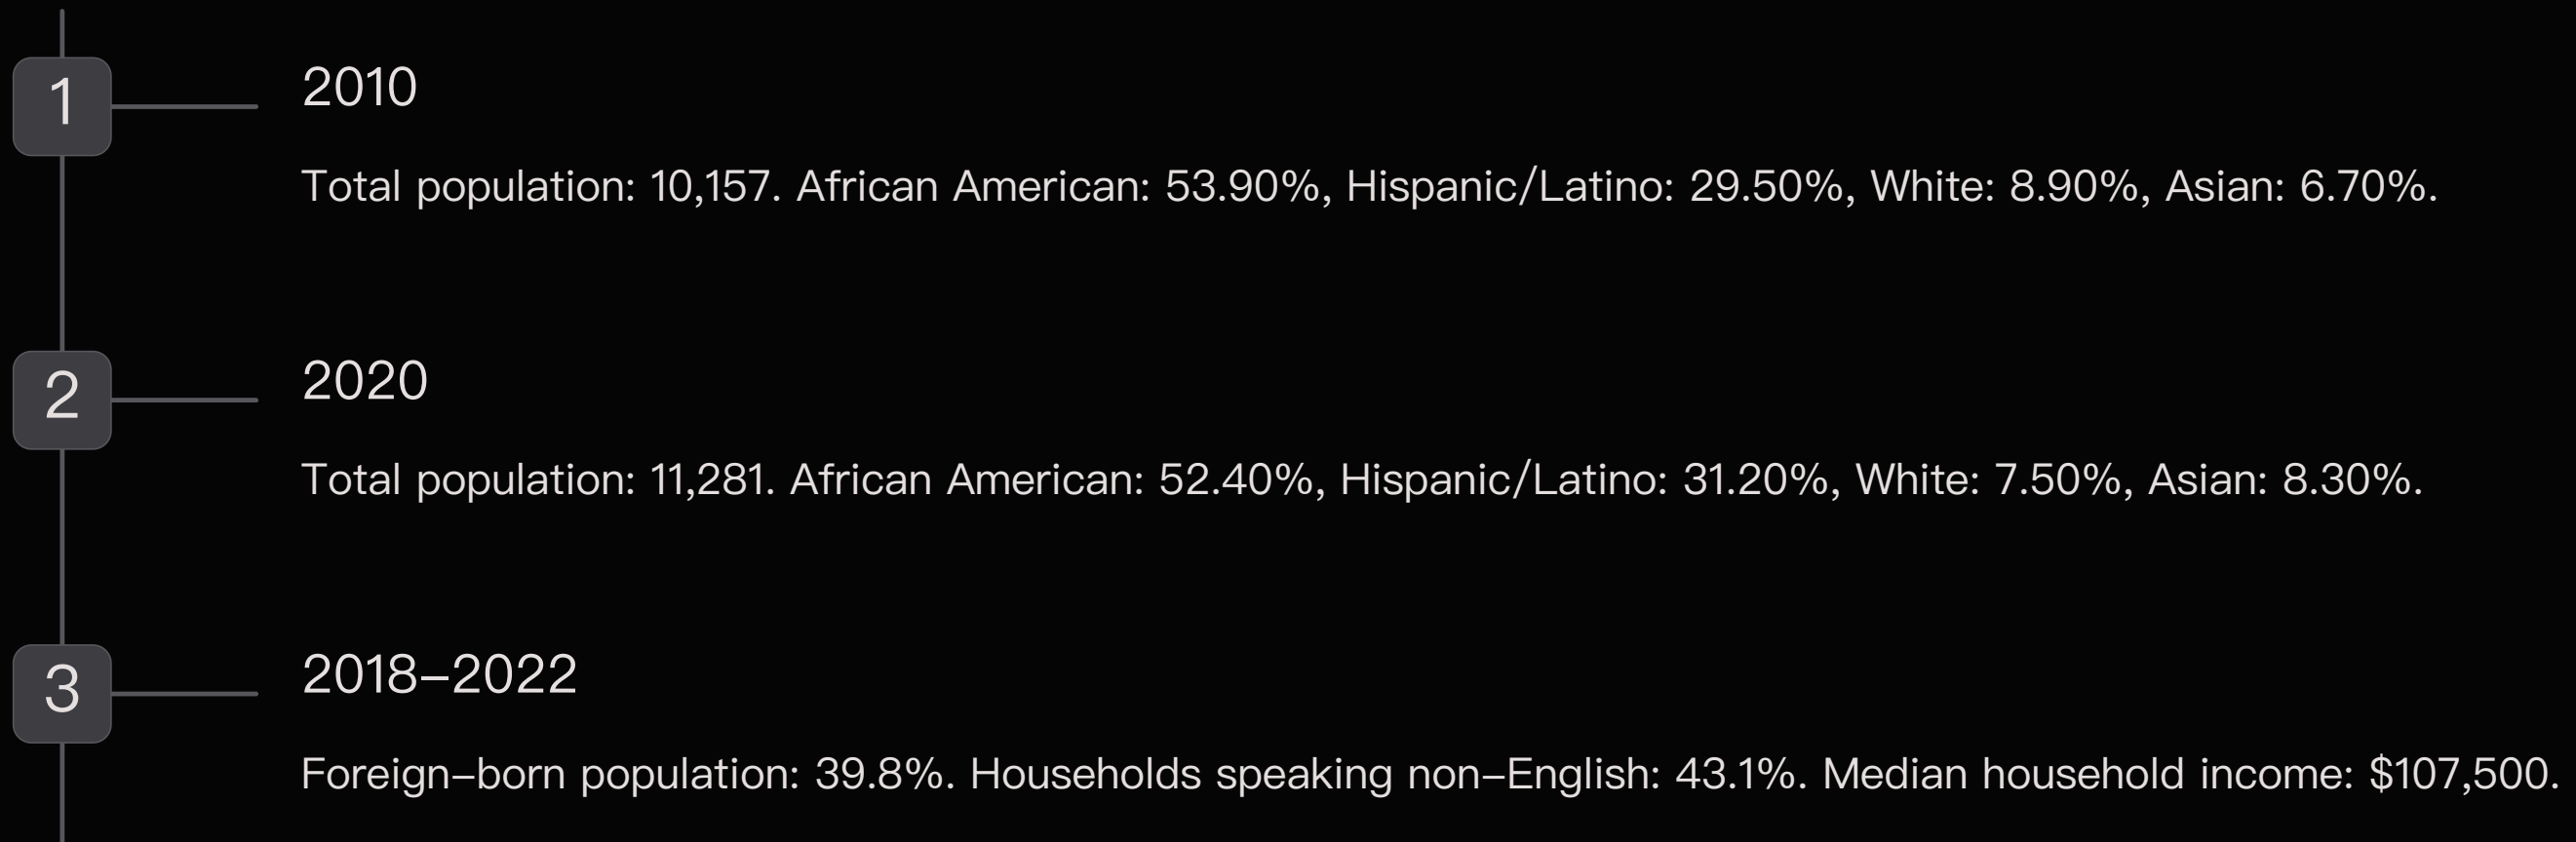 1
2010
Total population: 10,157. African American: 53.90%, Hispanic/Latino: 29.50%, White: 8.90%, Asian: 6.70%.
2
2020
Total population: 11,281. African American: 52.40%, Hispanic/Latino: 31.20%, White: 7.50%, Asian: 8.30%.
3
2018–2022
Foreign–born population: 39.8%. Households speaking non–English: 43.1%. Median household income: $107,500.